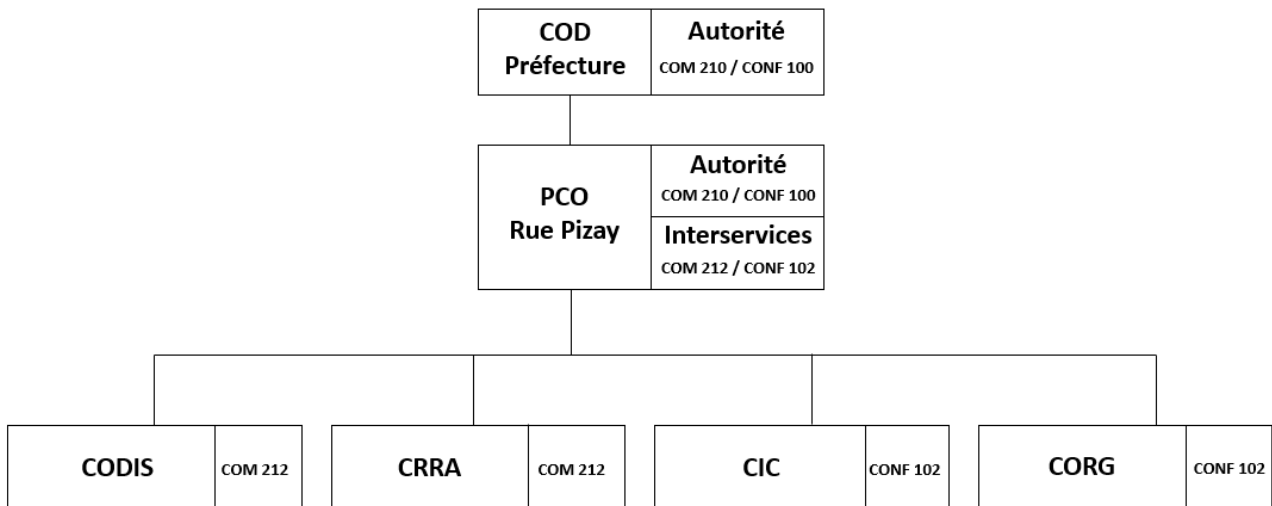 COD
Préfecture
Autorité
COM 210 / CONF 100
PCO
Rue Pizay
Autorité
COM 210 / CONF 100
Interservices
COM 212 / CONF 102
CODIS
COM 212
CRRA
COM 212
CIC
CONF 102
CORG
CONF 102